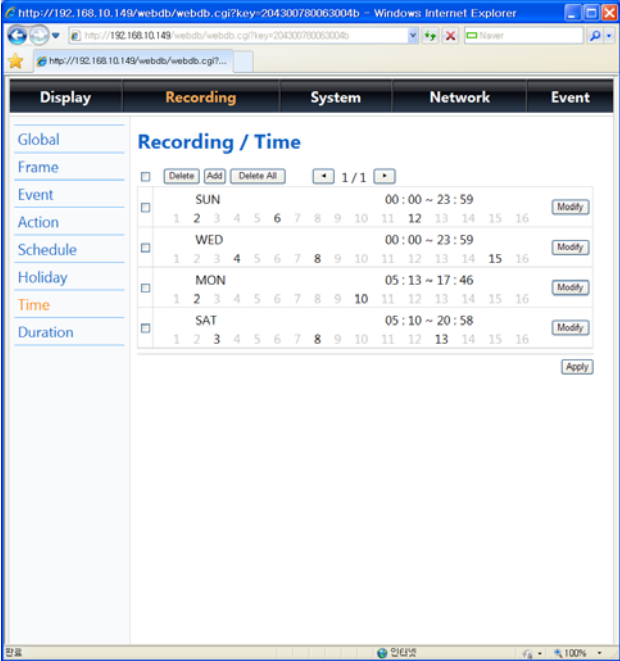 http://192.168.10.149/webdb/webdb.cgi?key=204300780063004b - Windows Internet Explorer
http://192.168.10.149/webdb/webdb.cgi?key=204300780063004b
Naver
http://192.168.10.149/webdb/webdb.cgi?...
Display Recording System Network Event
Global
Frame
Event
Action
Schedule
Holiday
Time
Duration
Recording / Time
Delete Add Delete All 1 / 1
SUN 00 : 00 ~ 23 : 59
1 2 3 4 5 6 7 8 9 10 11 12 13 14 15 16
Modify
WED 00 : 00 ~ 23 : 59
1 2 3 4 5 6 7 8 9 10 11 12 13 14 15 16
Modify
MON 05 : 13 ~ 17 : 46
1 2 3 4 5 6 7 8 9 10 11 12 13 14 15 16
Modify
SAT 05 : 10 ~ 20 : 58
1 2 3 4 5 6 7 8 9 10 11 12 13 14 15 16
Modify
Apply
완료 인터넷 100%